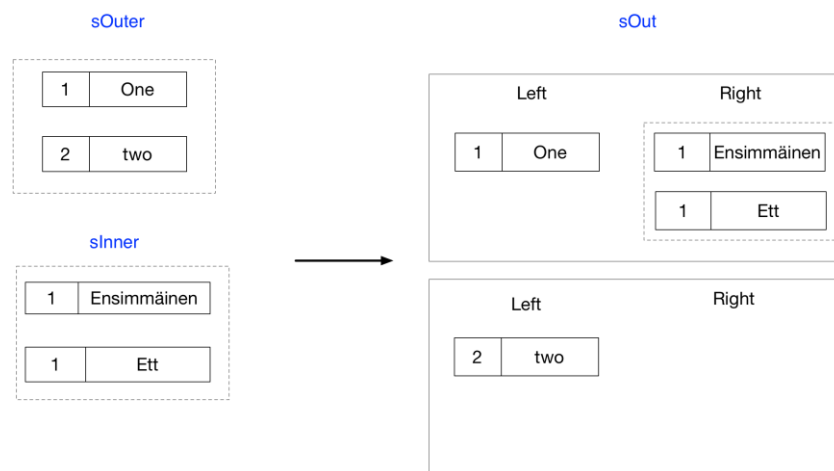 sOuter
1 One
2 two
sInner
1 Ensimmäinen
1 Ett
sOut
Left Right
1 One 1 Ensimmäinen
1 Ett
Left Right
2 two